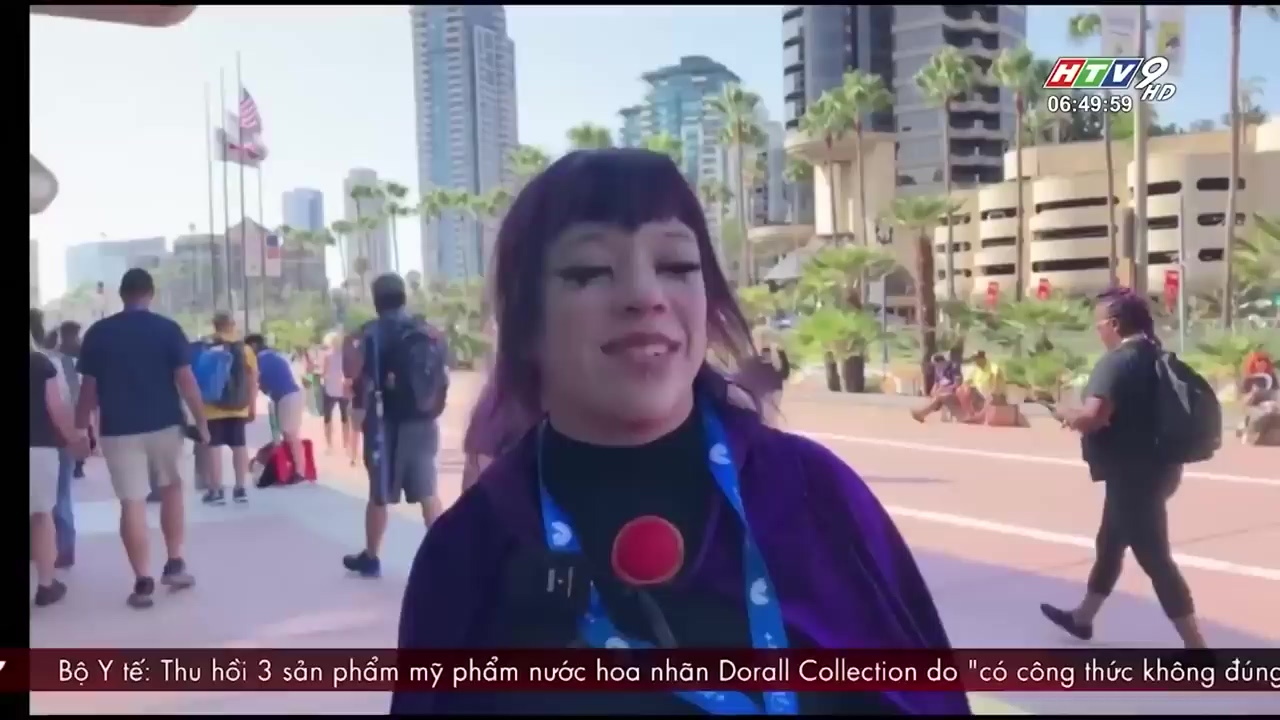 HTV9
HD
06:49:59
Bộ Y tế: Thu hồi 3 sản phẩm mỹ phẩm nước hoa nhãn Dorall Collection do "có công thức không đúng